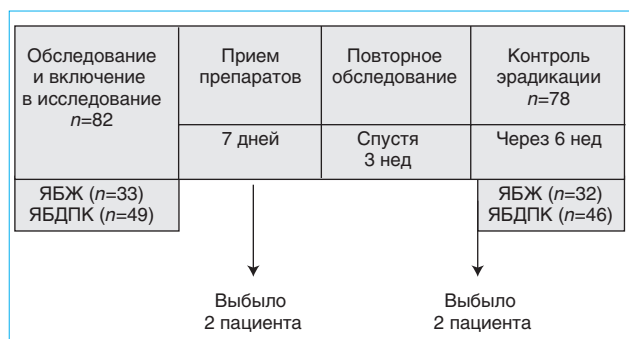 Обследование
и включение
в исследование
n=82
Прием
препаратов
Повторное
обследование
Контроль
эрадикации
n=78
7 дней
Спустя
3 нед
Через 6 нед
ЯБЖ (n=33)
ЯБДПК (n=49)
ЯБЖ (n=32)
ЯБДПК (n=46)
Выбыло
2 пациента
Выбыло
2 пациента